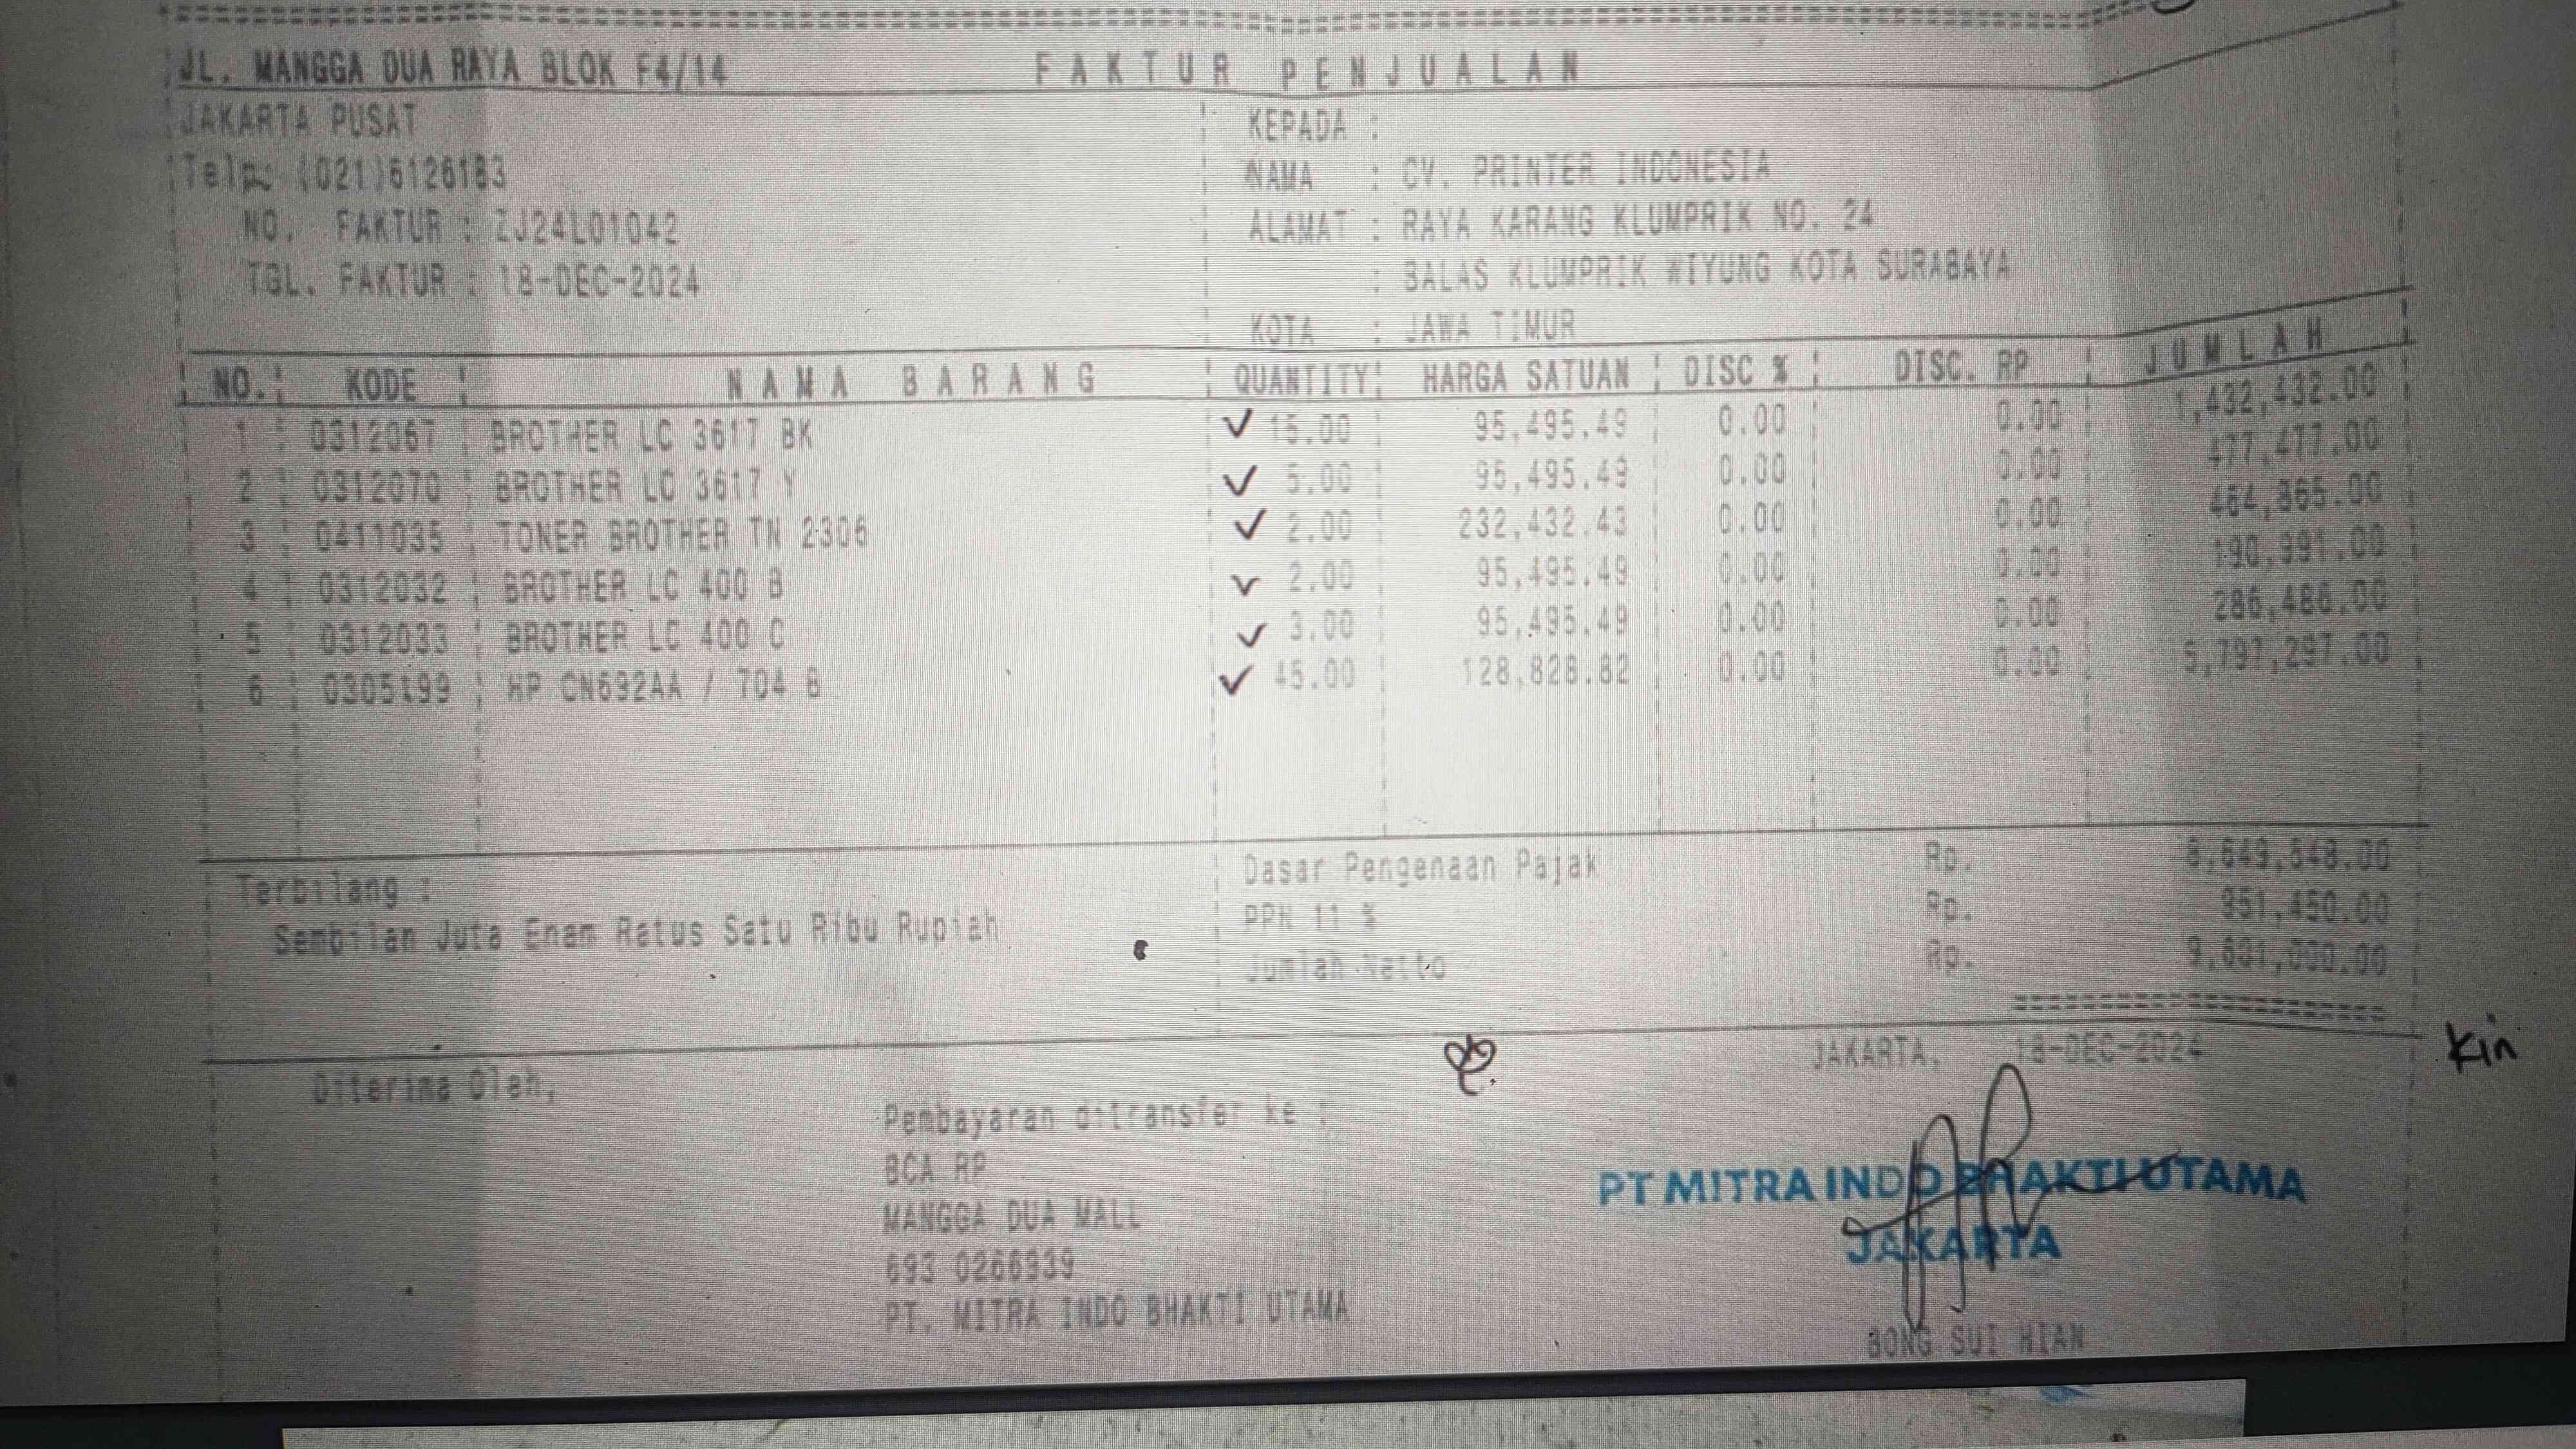 JL. MANGGA DUA RAYA BLOK F4/14 FAKTUR PENJUALAN
JAKARTA PUSAT KEPADA :
Telp: (021)6126183 NAMA : CV. PRINTER INDONESIA
NO. FAKTUR : ZJ24L01042 ALAMAT : RAYA KARANG KLUMPRIK NO. 24
TGL. FAKTUR : 18-DEC-2024 : BALAS KLUMPRIK WIYUNG KOTA SURABAYA
KOTA : JAWA TIMUR
NO. KODE NAMA BARANG QUANTITY HARGA SATUAN DISC % DISC. RP JUMLAH
1 0312067 BROTHER LC 3617 BK ✓ 15.00 95,495.49 0.00 0.00 1,432,432.00
2 0312070 BROTHER LC 3617 Y ✓ 5.00 95,495.49 0.00 0.00 477,477.00
3 0411035 TONER BROTHER TN 2306 ✓ 2.00 232,432.43 0.00 0.00 464,865.00
4 0312032 BROTHER LC 400 B ✓ 2.00 95,495.49 0.00 0.00 190,991.00
5 0312033 BROTHER LC 400 C ✓ 3.00 95,495.49 0.00 0.00 286,486.00
6 0305199 HP CN692AA / 704 B ✓ 45.00 128,828.82 0.00 0.00 5,797,297.00
Dasar Pengenaan Pajak Rp. 8,649,548.00
Terbilang :
Sembilan Juta Enam Ratus Satu Ribu Rupiah PPN 11 % Rp. 951,450.00
Jumlah Netto Rp. 9,601,000.00
JAKARTA, 18-DEC-2024 Kin
Diterima Oleh,
Pembayaran ditransfer ke :
BCA RP
MANGGA DUA MALL
693 0266939
PT. MITRA INDO BHAKTI UTAMA
PT MITRA INDO BHAKTI UTAMA
JAKARTA
BONG SUI HIAN